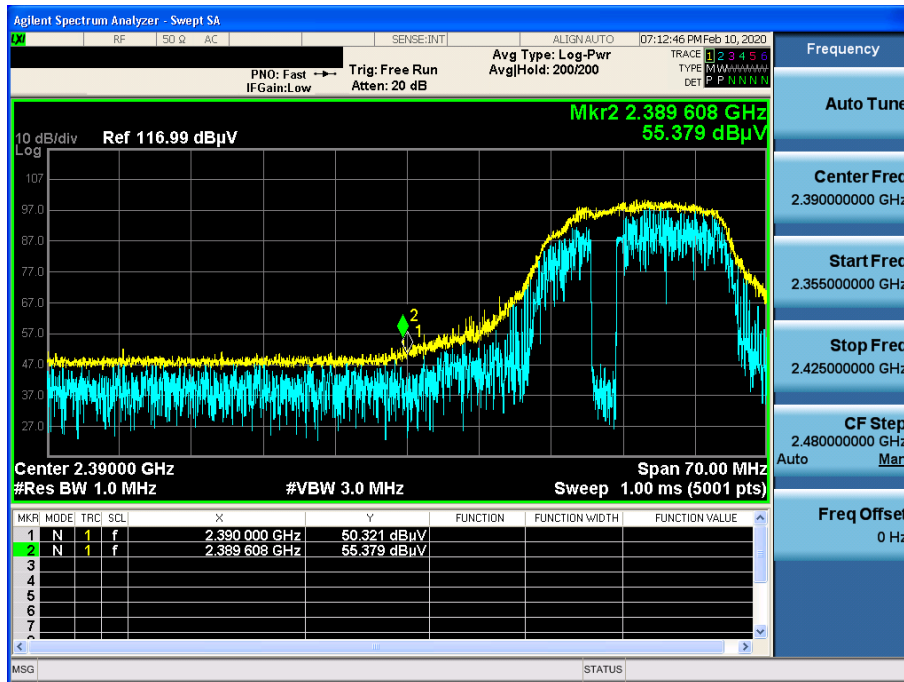 Agilent Spectrum Analyzer - Swept SA
LXI RF 50 Ω AC SENSE:INT ALIGN AUTO 07:12:46 PM Feb 10, 2020
PNO: Fast Trig: Free Run Avg Type: Log-Pwr TRACE 1 2 3 4 5 6
IFGain:Low Atten: 20 dB Avg|Hold: 200/200 TYPE M W W W W W
DET P P N N N N
Mkr2 2.389 608 GHz
55.379 dBµV
10 dB/div Ref 116.99 dBµV
Log
107
97.0
87.0
77.0
67.0
57.0
47.0
37.0
27.0
2
1
Center 2.39000 GHz Span 70.00 MHz
#Res BW 1.0 MHz #VBW 3.0 MHz Sweep 1.00 ms (5001 pts)
MKR MODE TRC SCL X Y FUNCTION FUNCTION WIDTH FUNCTION VALUE
1 N 1 f 2.390 000 GHz 50.321 dBµV
2 N 1 f 2.389 608 GHz 55.379 dBµV
3
4
5
6
7
MSG STATUS
Frequency
Auto Tune
Center Freq
2.390000000 GHz
Start Freq
2.355000000 GHz
Stop Freq
2.425000000 GHz
CF Step
2.480000000 GHz
Auto Man
Freq Offset
0 Hz